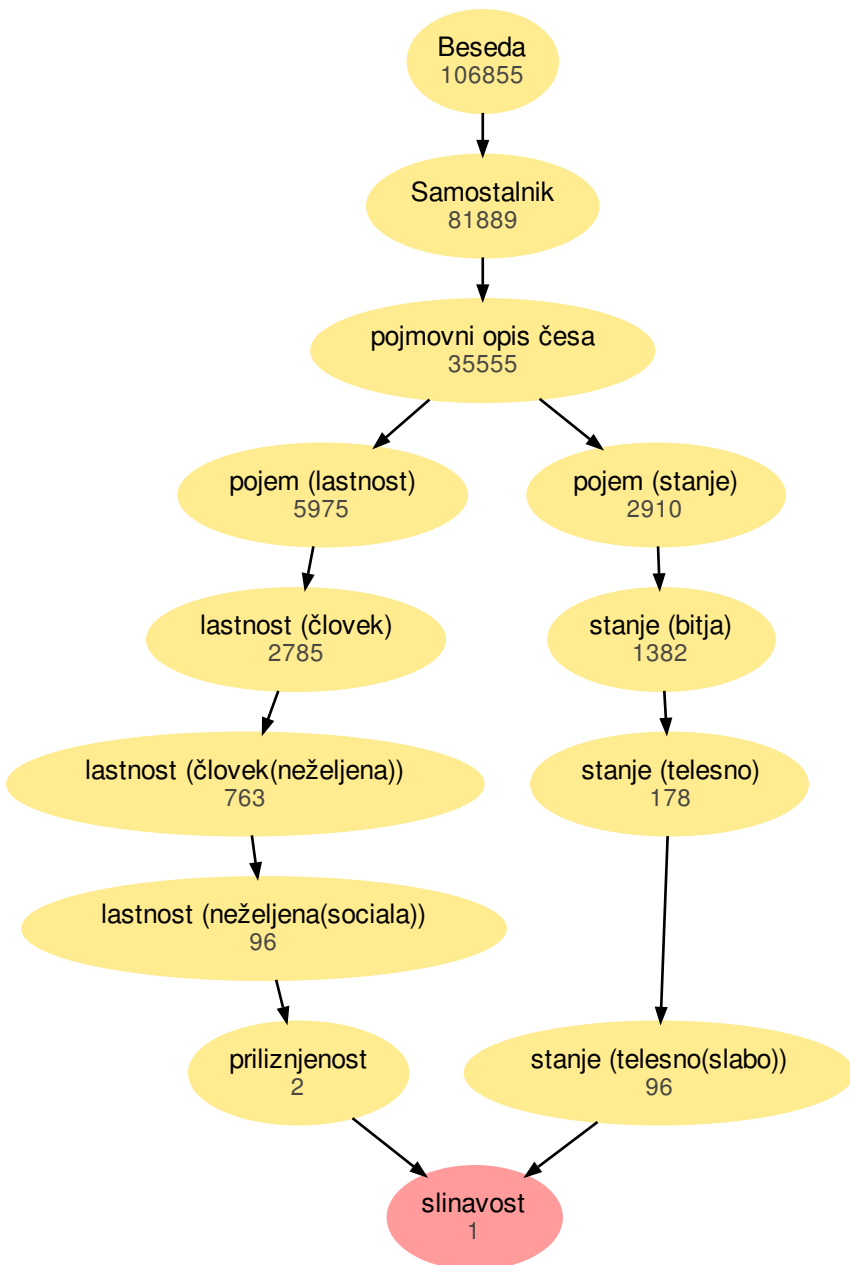 Beseda
106855
Samostalnik
81889
pojmovni opis česa
35555
pojem (lastnost)
5975
pojem (stanje)
2910
lastnost (človek)
2785
stanje (bitja)
1382
lastnost (človek(neželjena))
763
stanje (telesno)
178
lastnost (neželjena(sociala))
96
priliznjenost
2
stanje (telesno(slabo))
96
slinavost
1